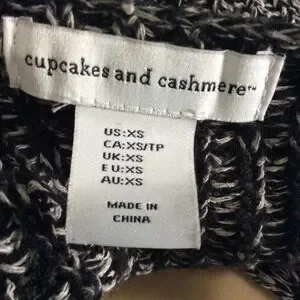 cupcakes and cashmere™
US:XS
CA:XS/TP
UK:XS
EU:XS
AU:XS
MADE IN
CHINA